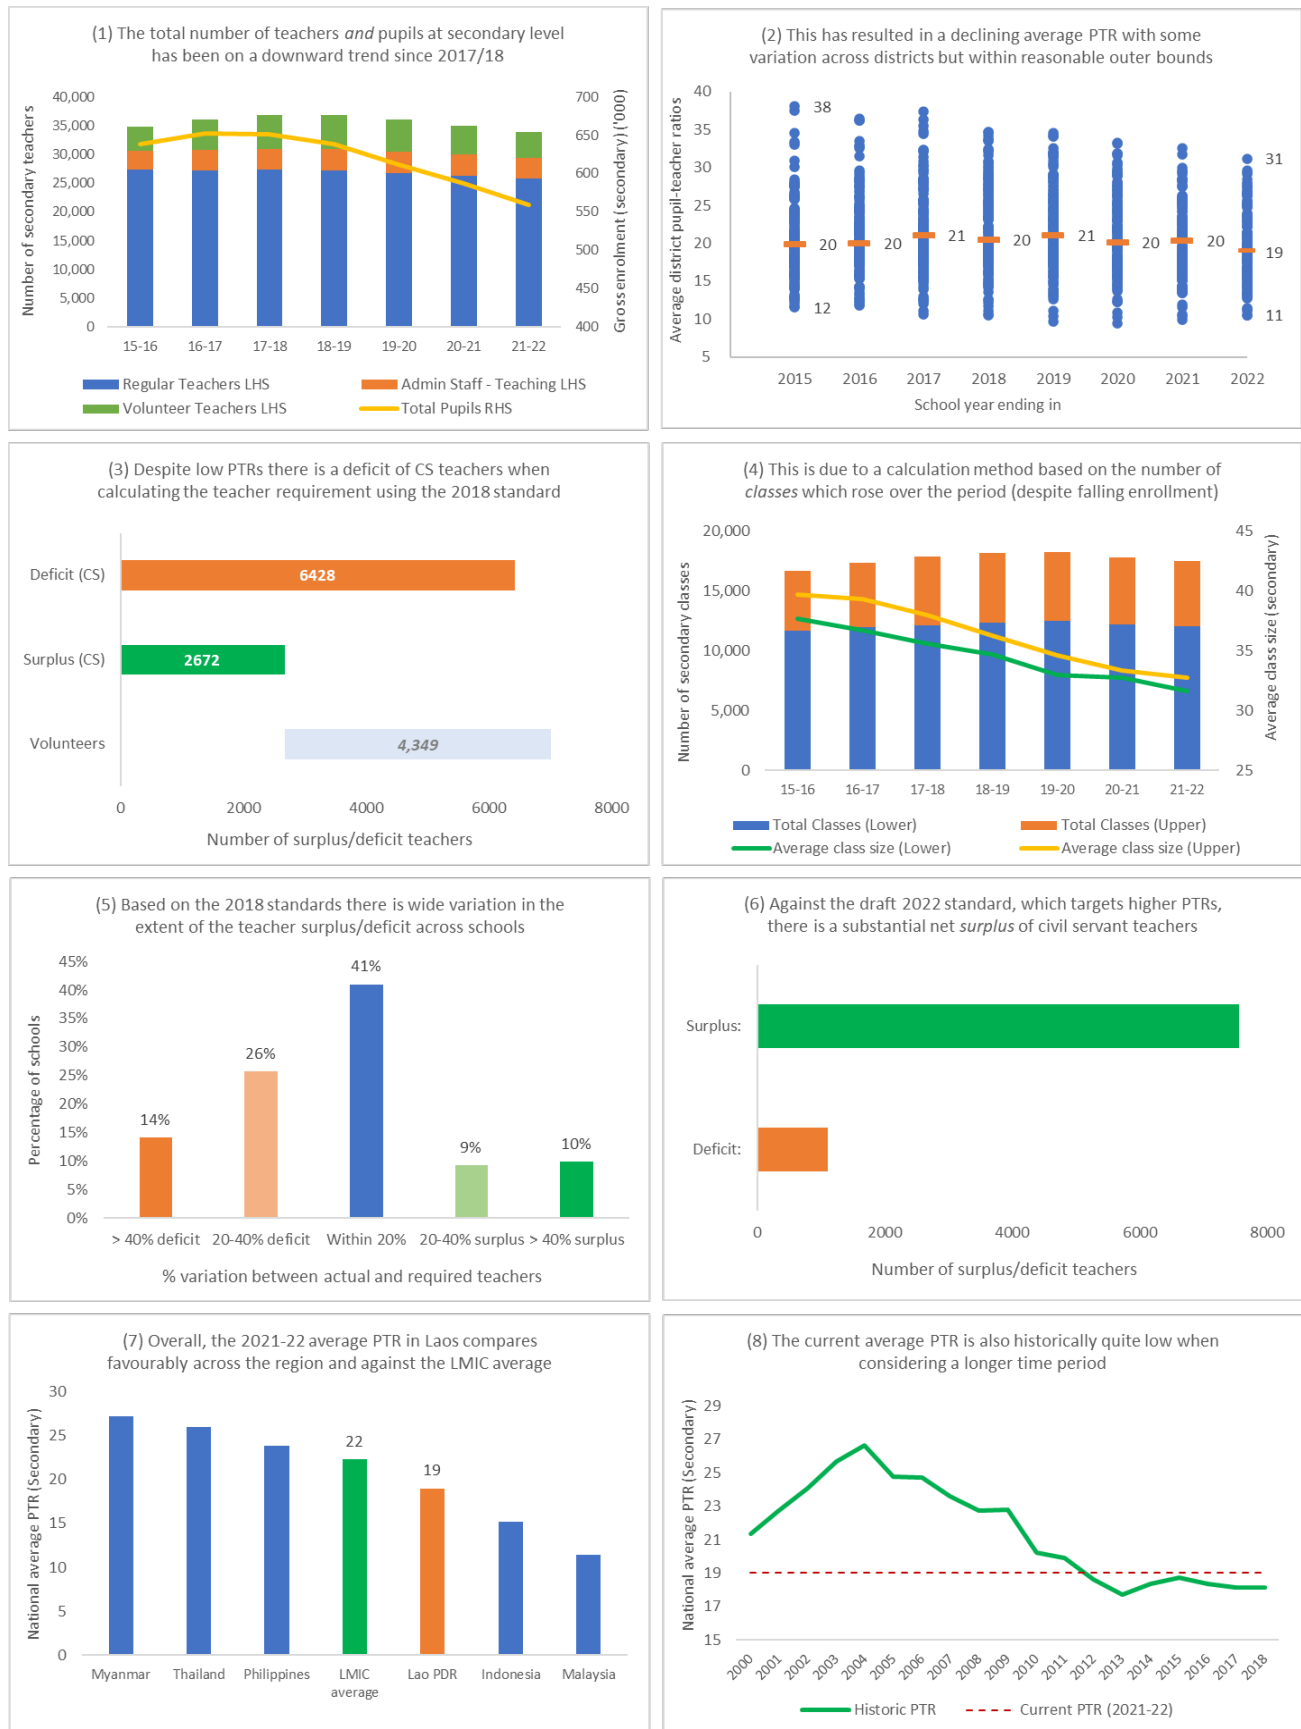 (1) The total number of teachers and pupils at secondary level
has been on a downward trend since 2017/18
Number of secondary teachers
40,000
35,000
30,000
25,000
20,000
15,000
10,000
5,000
0
700
650
600
550
500
450
400
Gross enrolment (secondary) ('000)
15-16 16-17 17-18 18-19 19-20 20-21 21-22
Regular Teachers LHS Admin Staff - Teaching LHS
Volunteer Teachers LHS Total Pupils RHS
(2) This has resulted in a declining average PTR with some
variation across districts but within reasonable outer bounds
Average district pupil-teacher ratios
40
35
30
25
20
15
10
5
38
31
20 20 21 20 21 20 20 19
12
11
2015 2016 2017 2018 2019 2020 2021 2022
School year ending in
(3) Despite low PTRs there is a deficit of CS teachers when
calculating the teacher requirement using the 2018 standard
Deficit (CS)
6428
Surplus (CS)
2672
Volunteers
4,349
0 2000 4000 6000 8000
Number of surplus/deficit teachers
(4) This is due to a calculation method based on the number of
classes which rose over the period (despite falling enrollment)
Number of secondary classes
20,000
15,000
10,000
5,000
0
45
40
35
30
25
Average class size (secondary)
15-16 16-17 17-18 18-19 19-20 20-21 21-22
Total Classes (Lower) Total Classes (Upper)
Average class size (Lower) Average class size (Upper)
(5) Based on the 2018 standards there is wide variation in the
extent of the teacher surplus/deficit across schools
Percentage of schools
45%
40%
35%
30%
25%
20%
15%
10%
5%
0%
14%
26%
41%
9%
10%
> 40% deficit 20-40% deficit Within 20% 20-40% surplus > 40% surplus
% variation between actual and required teachers
(6) Against the draft 2022 standard, which targets higher PTRs,
there is a substantial net surplus of civil servant teachers
Surplus:
Deficit:
0 2000 4000 6000 8000
Number of surplus/deficit teachers
(7) Overall, the 2021-22 average PTR in Laos compares
favourably across the region and against the LMIC average
National average PTR (Secondary)
30
25
20
15
10
5
0
22
19
Myanmar Thailand Philippines LMIC Lao PDR Indonesia Malaysia
average
(8) The current average PTR is also historically quite low when
considering a longer time period
National average PTR (Secondary)
29
27
25
23
21
19
17
15
2000 2001 2002 2003 2004 2005 2006 2007 2008 2009 2010 2011 2012 2013 2014 2015 2016 2017 2018
Historic PTR Current PTR (2021-22)